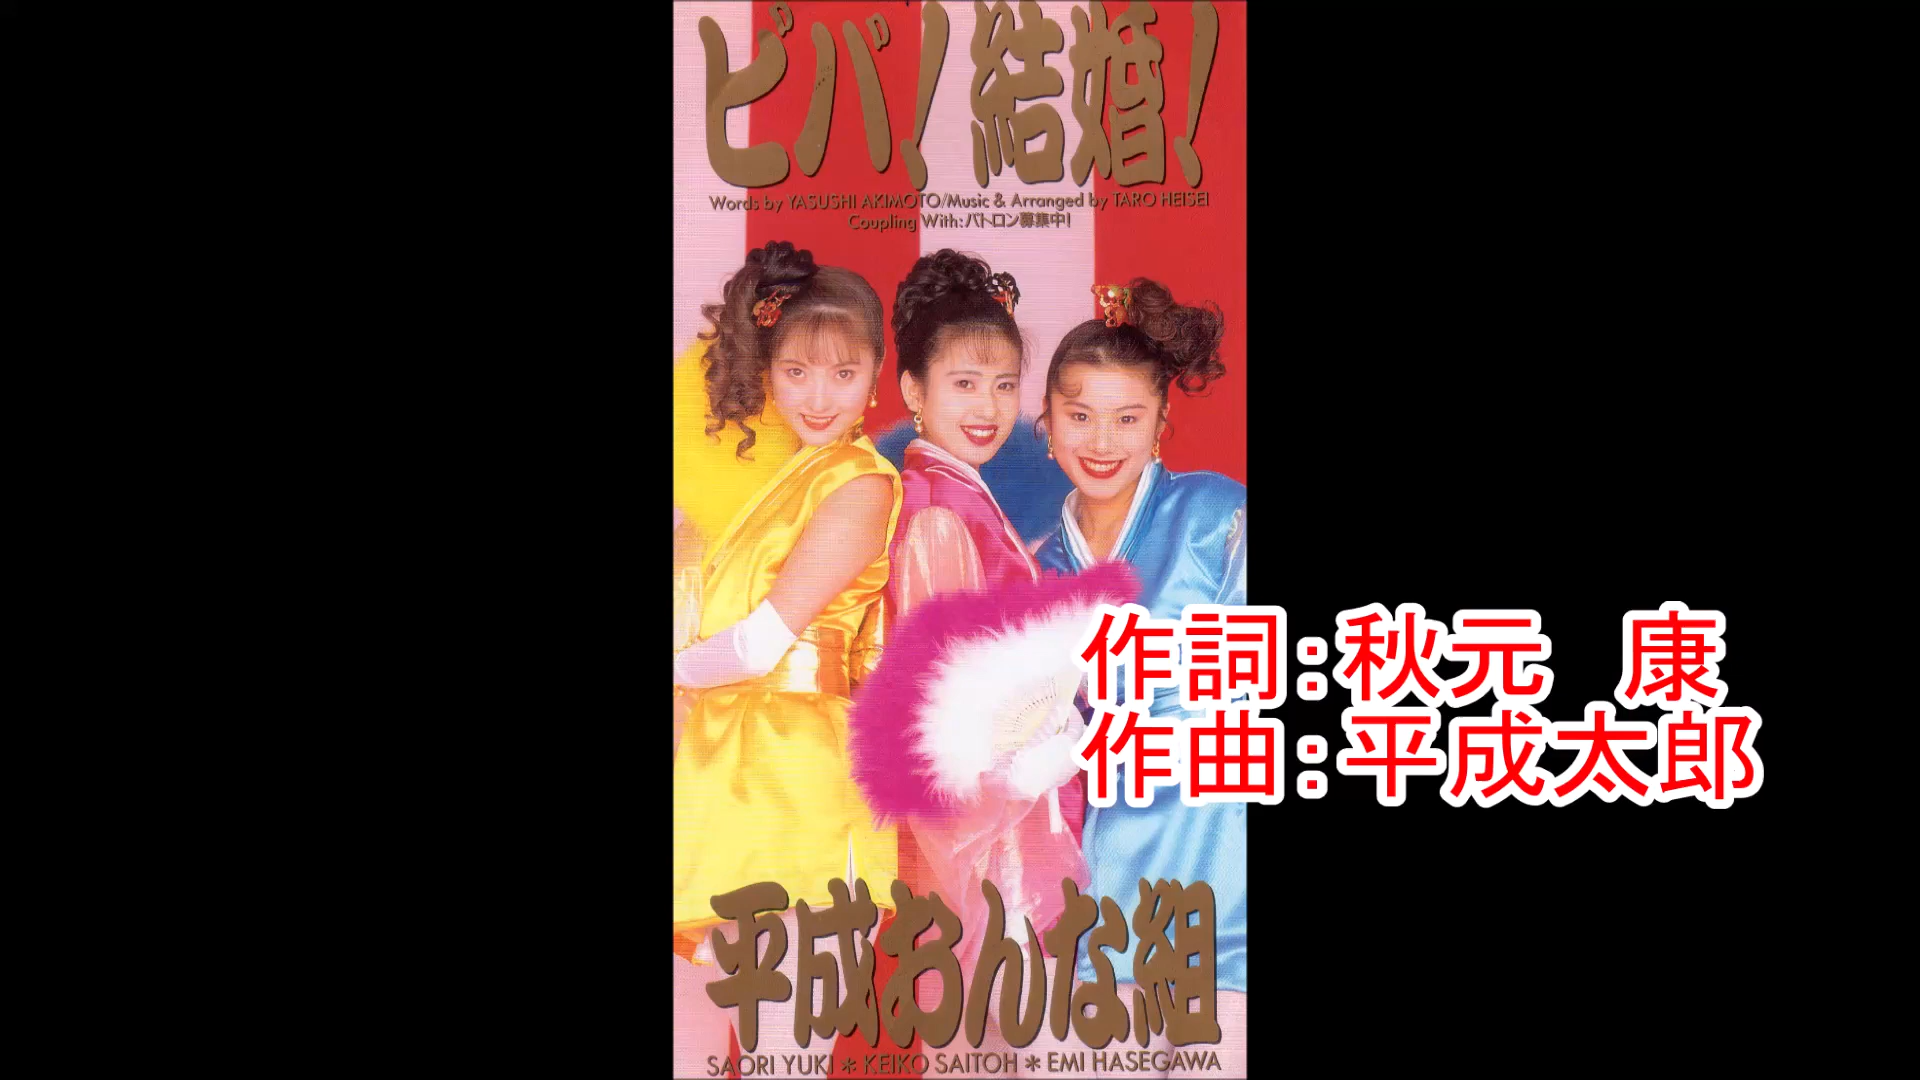 ビバ!結婚!
Words by YASUSHI AKIMOTO/Music & Arranged by TARO HEISEI
Coupling With:パトロン募集中!
作詞:秋元　康
作曲:平成太郎
平成おんな組
SAORI YUKI＊KEIKO SAITOH＊EMI HASEGAWA